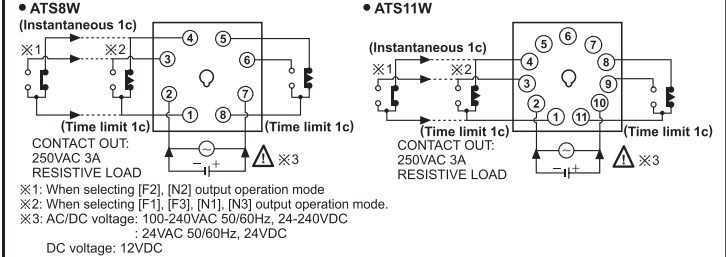 ● ATS8W
(Instantaneous 1c)
※1
※2
4
5
3
6
2
7
1
8
(Time limit 1c)
(Time limit 1c)
CONTACT OUT:
250VAC 3A
RESISTIVE LOAD
~
− +
! ※3
● ATS11W
(Instantaneous 1c)
※1
※2
6
5
7
4
8
3
9
2
10
1
11
(Time limit 1c)
(Time limit 1c)
CONTACT OUT:
250VAC 3A
RESISTIVE LOAD
~
− +
! ※3
※1: When selecting [F2], [N2] output operation mode
※2: When selecting [F1], [F3], [N1], [N3] output operation mode.
※3: AC/DC voltage: 100-240VAC 50/60Hz, 24-240VDC
: 24VAC 50/60Hz, 24VDC
DC voltage: 12VDC